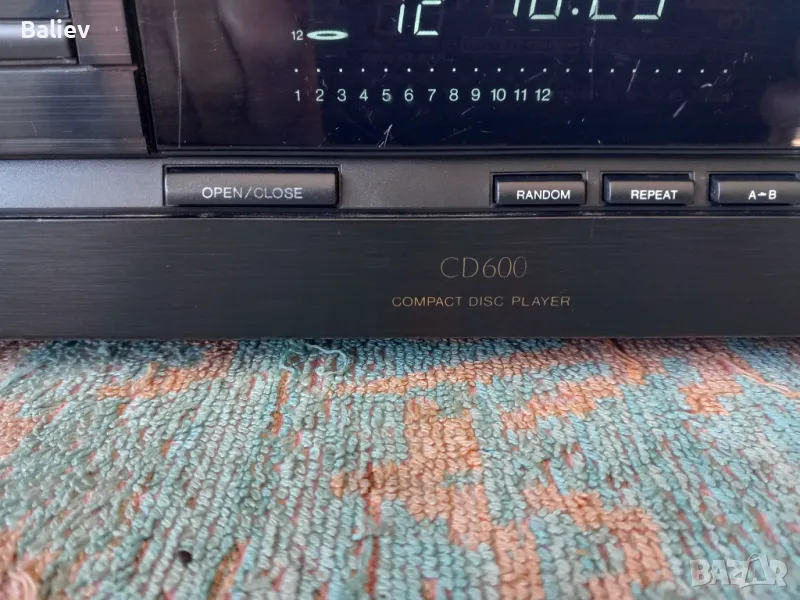 Baliev
12
12
1 2 3 4 5 6 7 8 9 10 11 12
OPEN/CLOSE
RANDOM
REPEAT
A-B
CD600
COMPACT DISC PLAYER
BAZAR